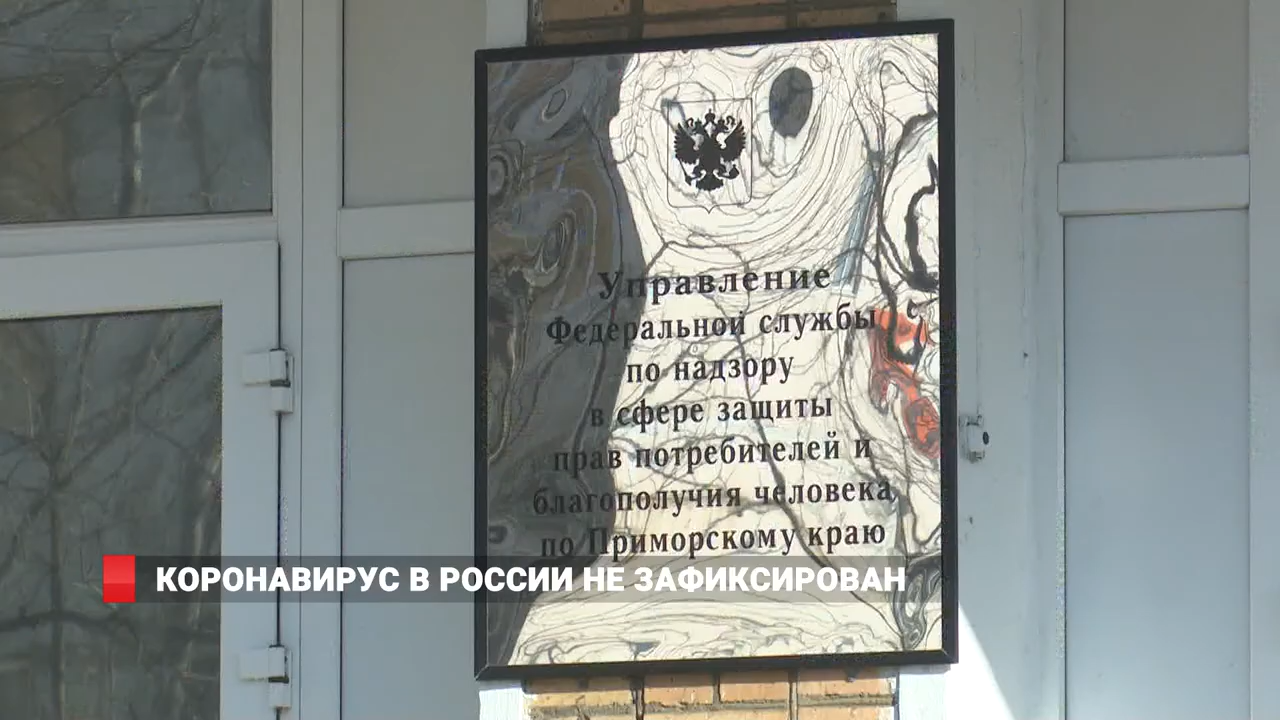 Управление
Федеральной службы
по надзору
в сфере защиты
прав потребителей и
благополучия человека
по Приморскому краю
КОРОНАВИРУС В РОССИИ НЕ ЗАФИКСИРОВАН